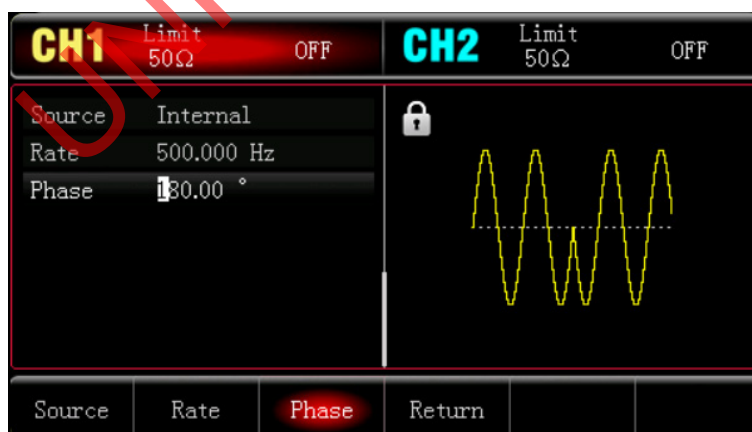 CH1 Limit 50Ω OFF CH2 Limit 50Ω OFF
Source Internal
Rate 500.000 Hz
Phase 180.00 °
Source Rate Phase Return